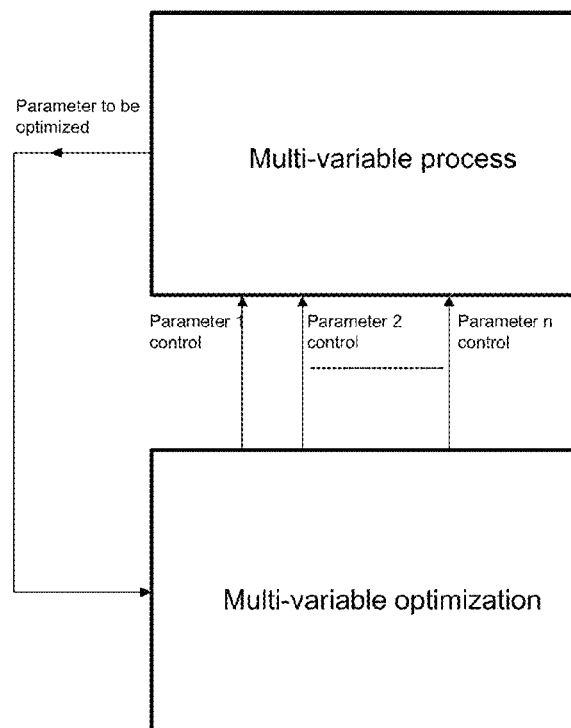 Parameter to be
optimized
Multi-variable process
Parameter 1
control
Parameter 2
control
Parameter n
control
Multi-variable optimization